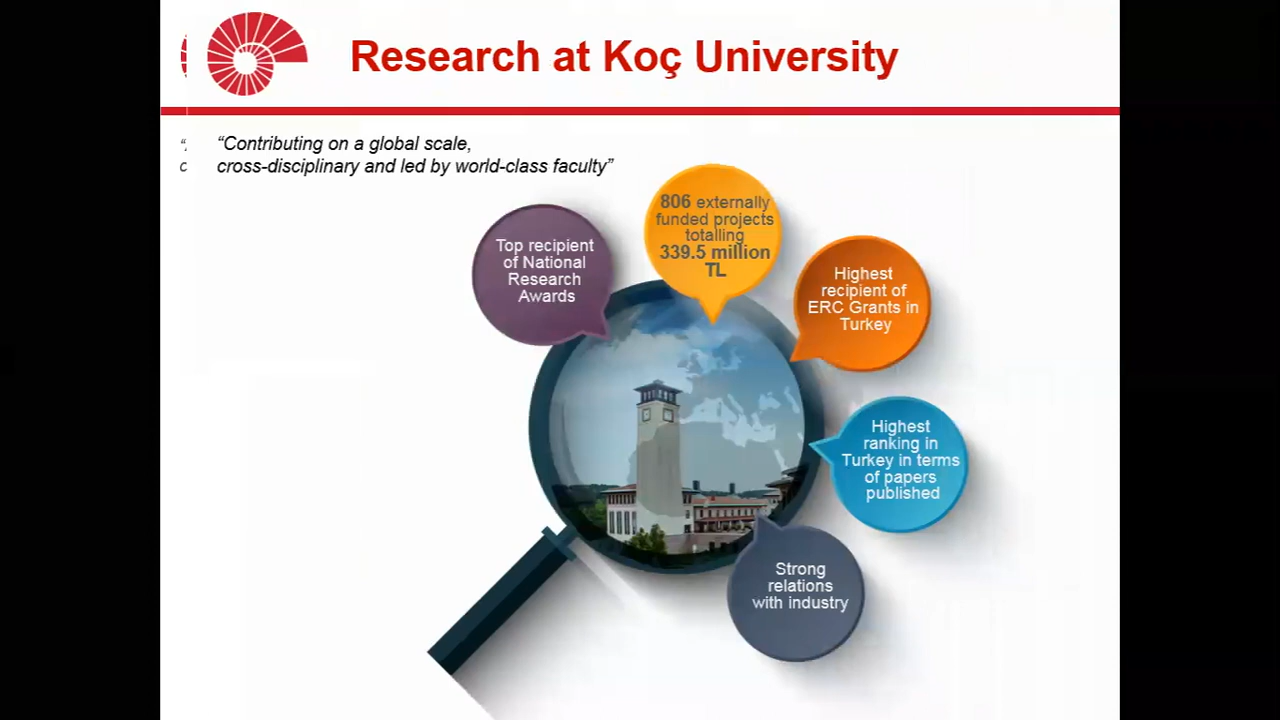 Research at Koç University
“Contributing on a global scale,
cross-disciplinary and led by world-class faculty”
Top recipient
of National
Research
Awards
806 externally
funded projects
totalling
339.5 million
TL
Highest
recipient of
ERC Grants in
Turkey
Highest
ranking in
Turkey in terms
of papers
published
Strong
relations
with industry